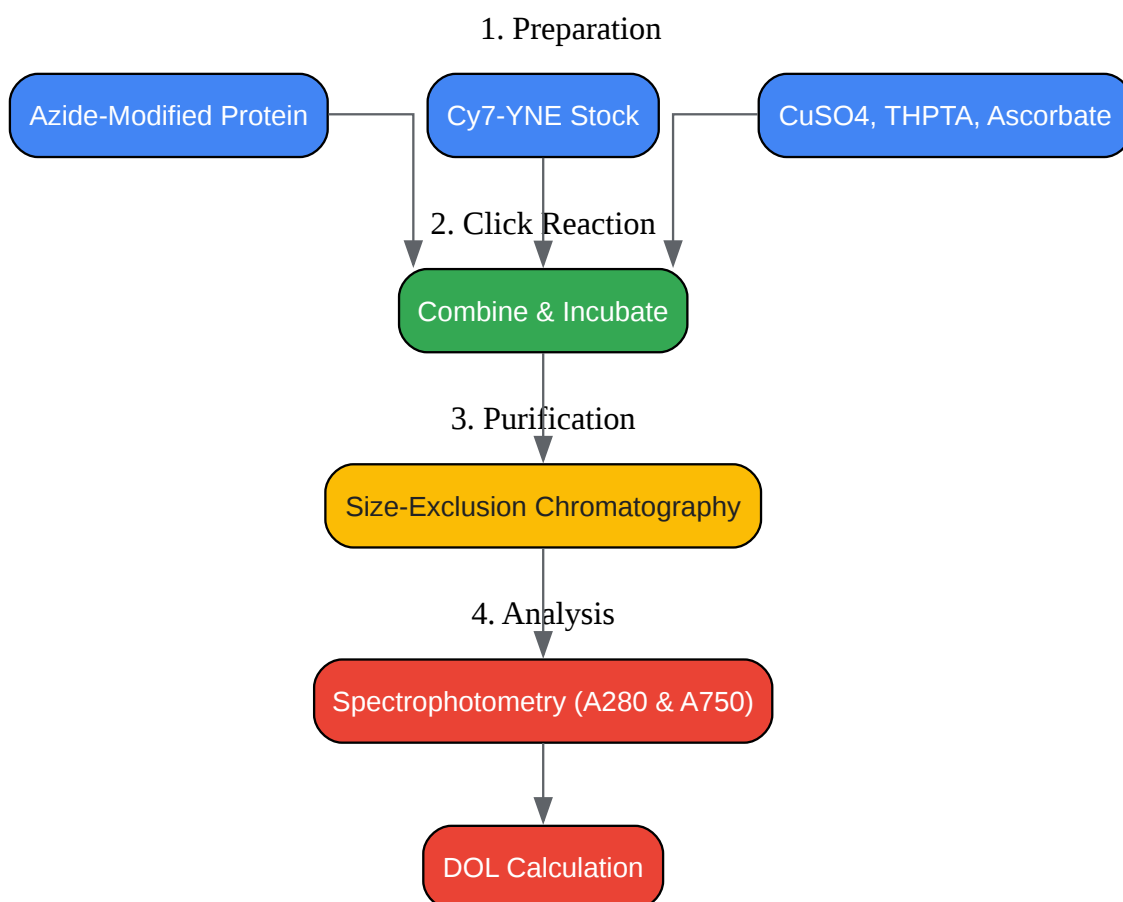 1. Preparation
Azide-Modified Protein
Cy7-YNE Stock
CuSO4, THPTA, Ascorbate
2. Click Reaction
Combine & Incubate
3. Purification
Size-Exclusion Chromatography
4. Analysis
Spectrophotometry (A280 & A750)
DOL Calculation